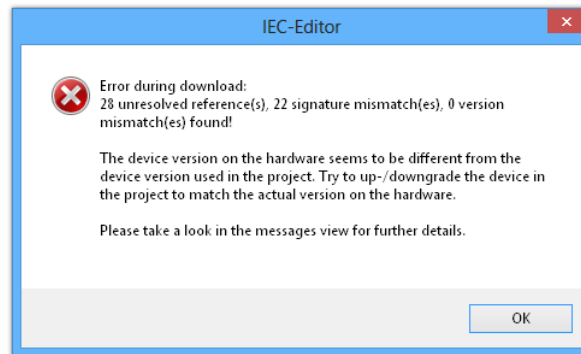 IEC-Editor
Error during download:
28 unresolved reference(s), 22 signature mismatch(es), 0 version
mismatch(es) found!
The device version on the hardware seems to be different from the
device version used in the project. Try to up-/downgrade the device in
the project to match the actual version on the hardware.
Please take a look in the messages view for further details.
OK